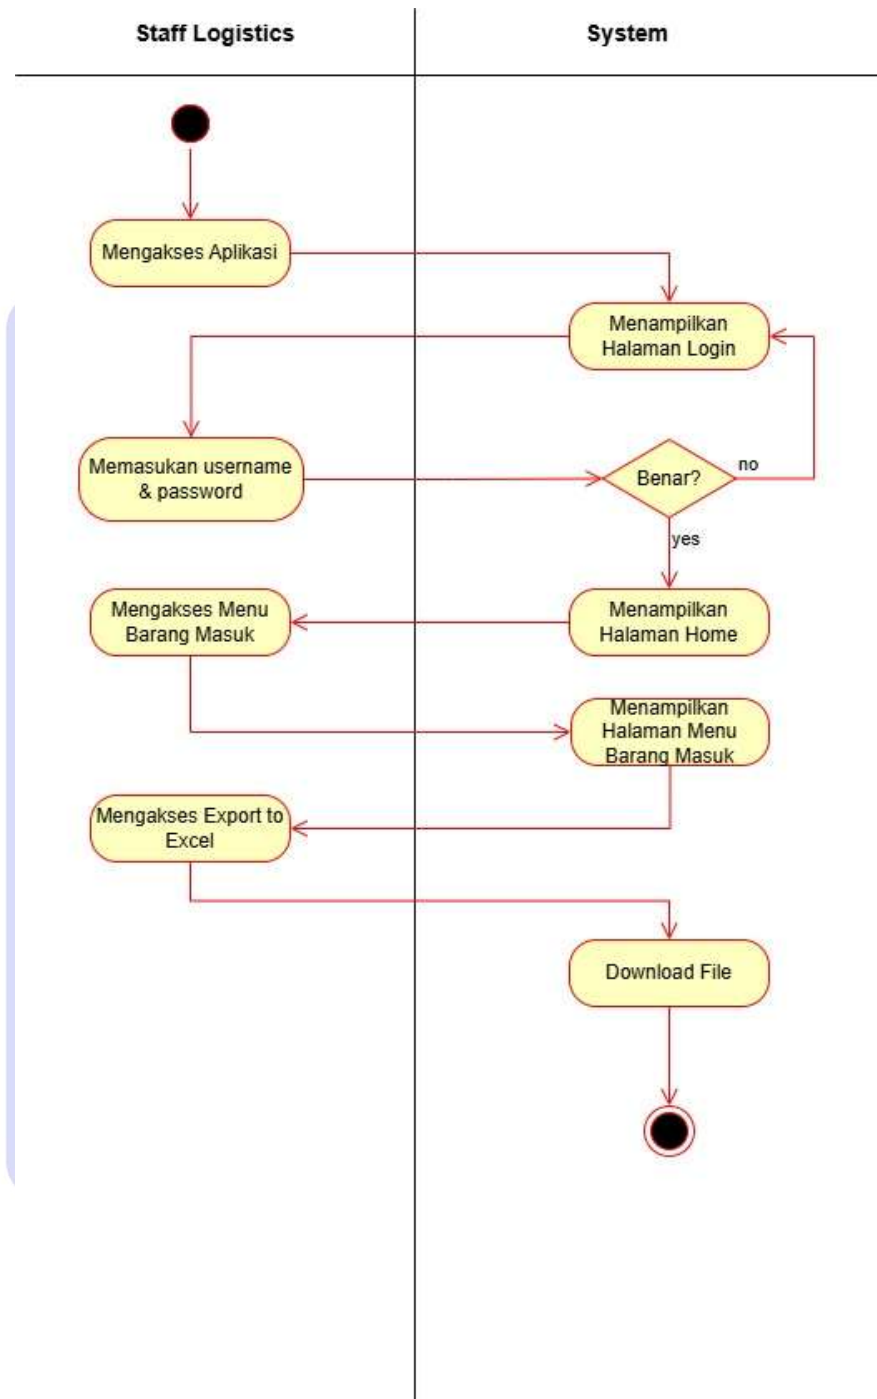 Staff Logistics
System
Mengakses Aplikasi
Menampilkan
Halaman Login
Memasukan username
& password
Benar?
no
yes
Menampilkan
Halaman Home
Mengakses Menu
Barang Masuk
Menampilkan
Halaman Menu
Barang Masuk
Mengakses Export to
Excel
Download File